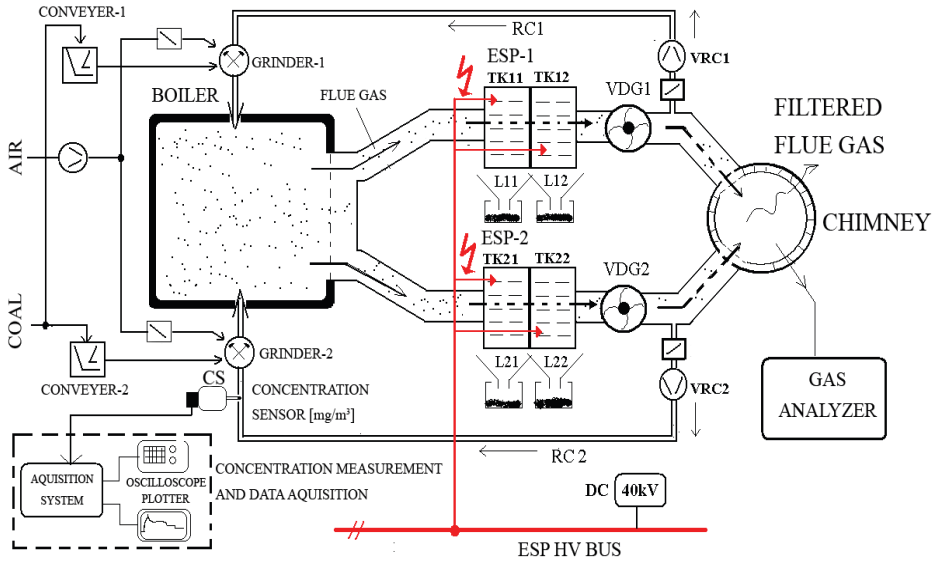 CONVEYER-1
RC1
VRC1
ESP-1
TK11 TK12
GRINDER-1
BOILER
FLUE GAS
VDG1
FILTERED
FLUE GAS
AIR
L11 L12
CHIMNEY
ESP-2
TK21 TK22
VDG2
COAL
GRINDER-2
CONVEYER-2
L21 L22
CS
CONCENTRATION
SENSOR [mg/m³]
VRC2
GAS
ANALYZER
RC 2
AQUISITION
SYSTEM
OSCILLOSCOPE
PLOTTER
CONCENTRATION MEASUREMENT
AND DATA AQUISITION
DC 40kV
ESP HV BUS